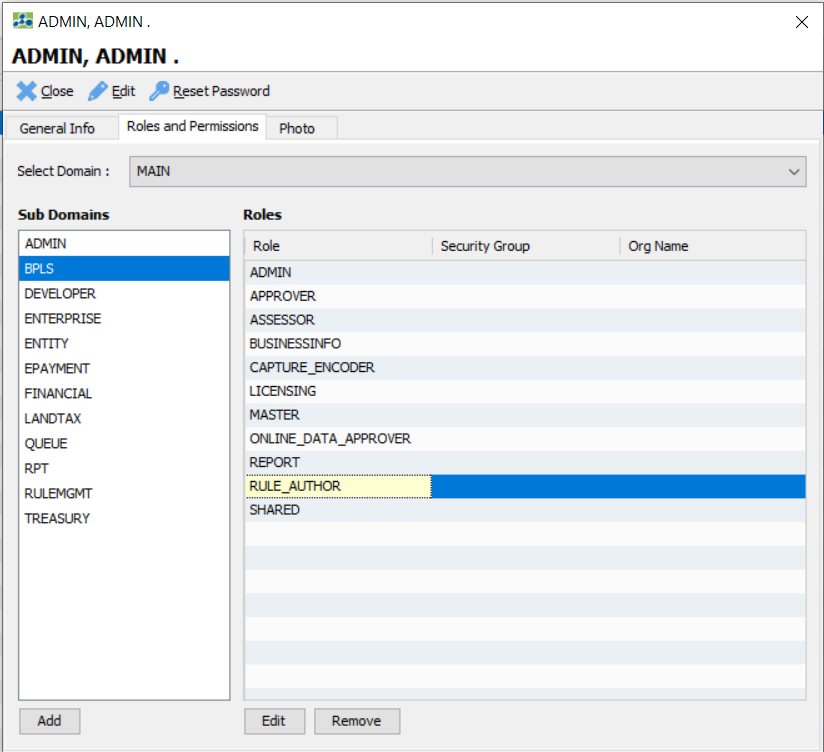 ADMIN, ADMIN .
ADMIN, ADMIN .
Close Edit Reset Password
General Info Roles and Permissions Photo
Select Domain : MAIN
Sub Domains
ADMIN
BPLS
DEVELOPER
ENTERPRISE
ENTITY
EPAYMENT
FINANCIAL
LANDTAX
QUEUE
RPT
RULEMGMT
TREASURY
Add
Roles
Role Security Group Org Name
ADMIN
APPROVER
ASSESSOR
BUSINESSINFO
CAPTURE_ENCODER
LICENSING
MASTER
ONLINE_DATA_APPROVER
REPORT
RULE_AUTHOR
SHARED
Edit Remove